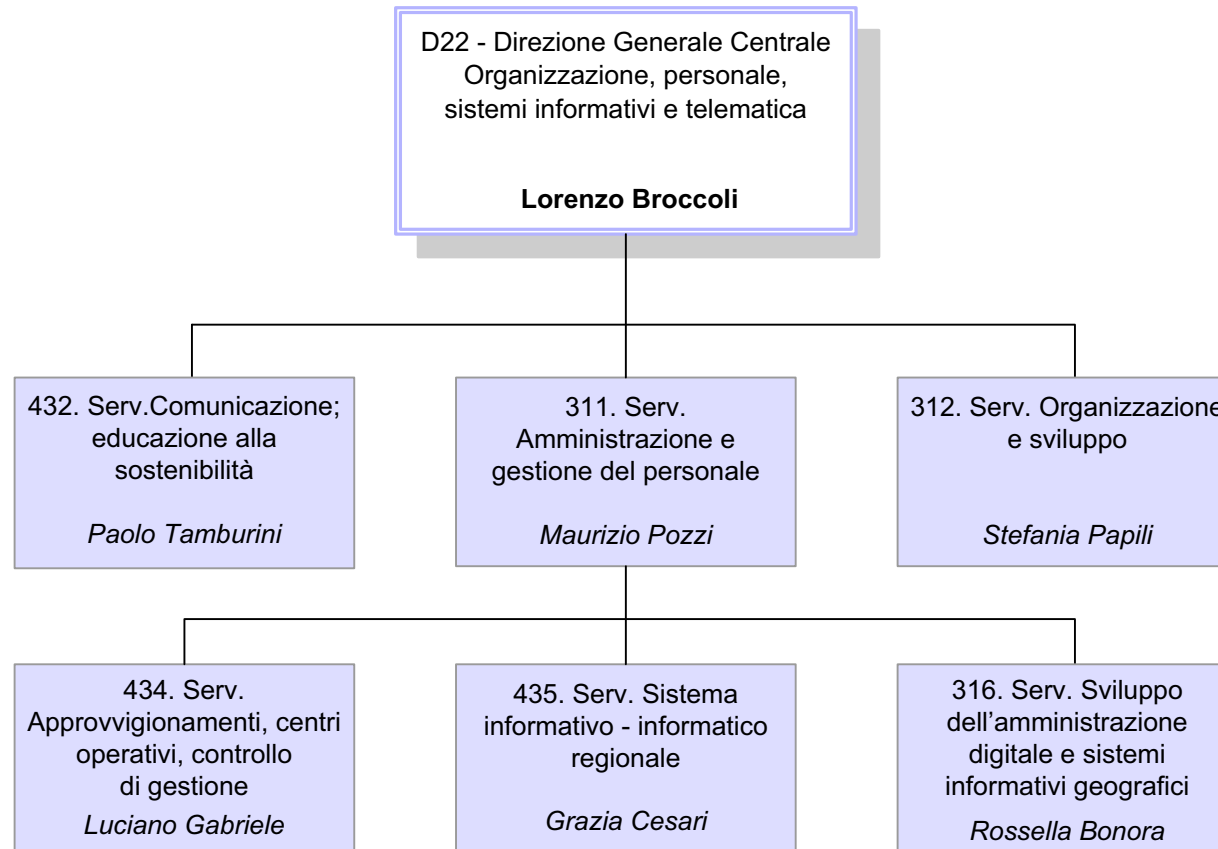 D22 - Direzione Generale Centrale
Organizzazione, personale,
sistemi informativi e telematica
Lorenzo Broccoli
432. Serv.Comunicazione;
educazione alla
sostenibilità
Paolo Tamburini
311. Serv.
Amministrazione e
gestione del personale
Maurizio Pozzi
312. Serv. Organizzazione
e sviluppo
Stefania Papili
434. Serv.
Approvvigionamenti, centri
operativi, controllo
di gestione
Luciano Gabriele
435. Serv. Sistema
informativo - informatico
regionale
Grazia Cesari
316. Serv. Sviluppo
dell’amministrazione
digitale e sistemi
informativi geografici
Rossella Bonora